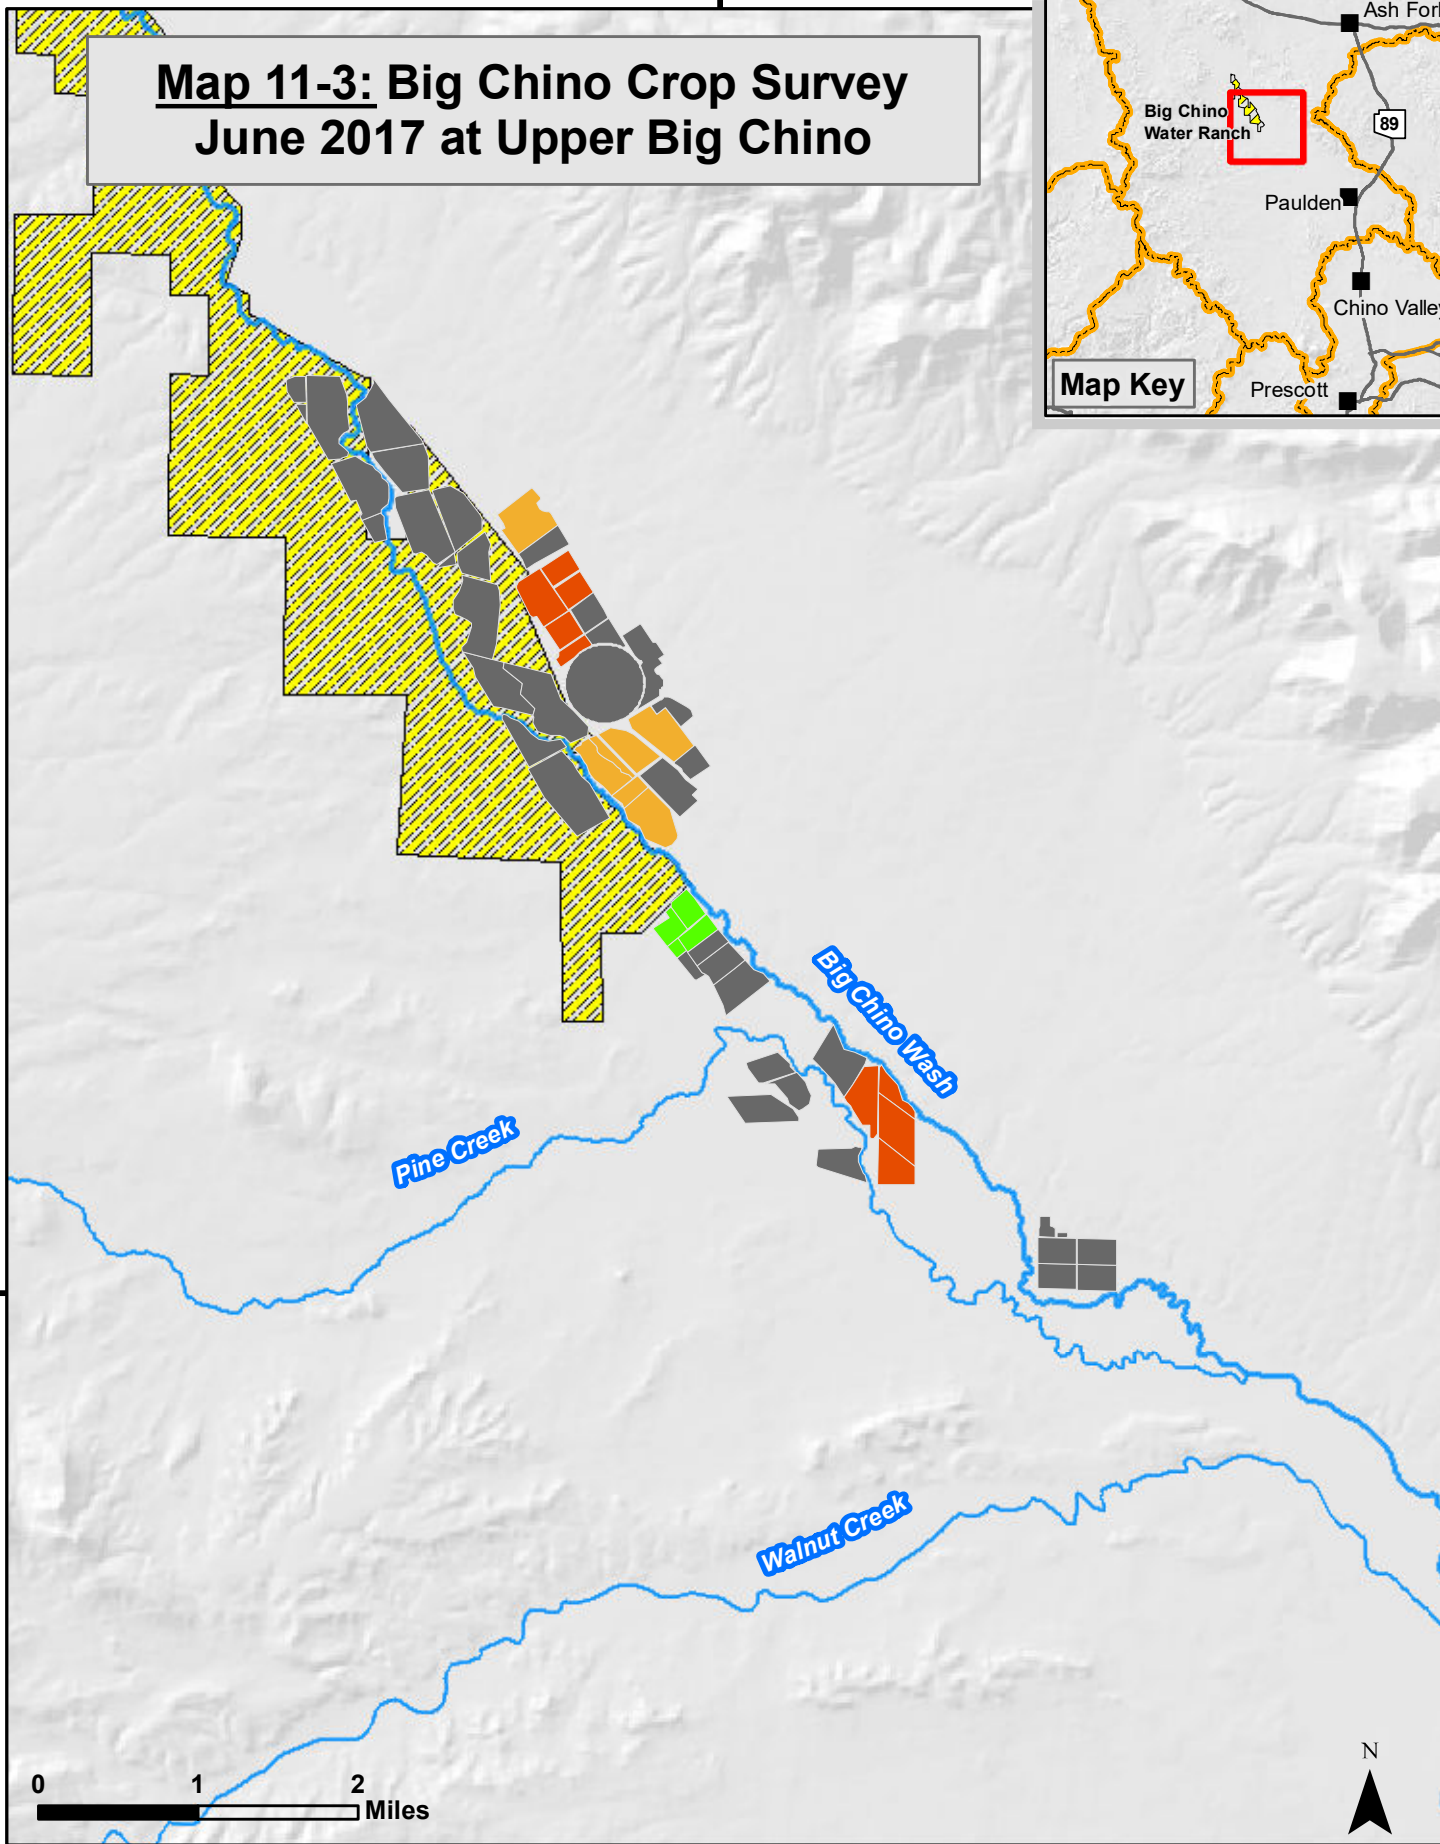 Map 11-3: Big Chino Crop Survey
June 2017 at Upper Big Chino
Ash Fork
Big Chino
Water Ranch
89
Paulden
Chino Valley
Map Key
Prescott
Big Chino Wash
Pine Creek
Walnut Creek
0 1 2
Miles
N